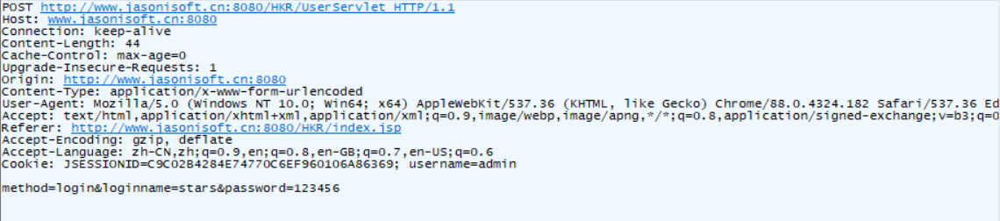 POST http://www.jasonisoft.cn:8080/HKR/UserServlet HTTP/1.1
Host: www.jasonisoft.cn:8080
Connection: keep-alive
Content-Length: 44
Cache-Control: max-age=0
Upgrade-Insecure-Requests: 1
Origin: http://www.jasonisoft.cn:8080
Content-Type: application/x-www-form-urlencoded
User-Agent: Mozilla/5.0 (Windows NT 10.0; Win64; x64) AppleWebKit/537.36 (KHTML, like Gecko) Chrome/88.0.4324.182 Safari/537.36 Ed
Accept: text/html,application/xhtml+xml,application/xml;q=0.9,image/webp,image/apng,*/*;q=0.8,application/signed-exchange;v=b3;q=0
Referer: http://www.jasonisoft.cn:8080/HKR/index.jsp
Accept-Encoding: gzip, deflate
Accept-Language: zh-CN,zh;q=0.9,en;q=0.8,en-GB;q=0.7,en-US;q=0.6
Cookie: JSESSIONID=C9C02B4284E74770C6EF960106A86369; username=admin
method=login&loginname=stars&password=123456